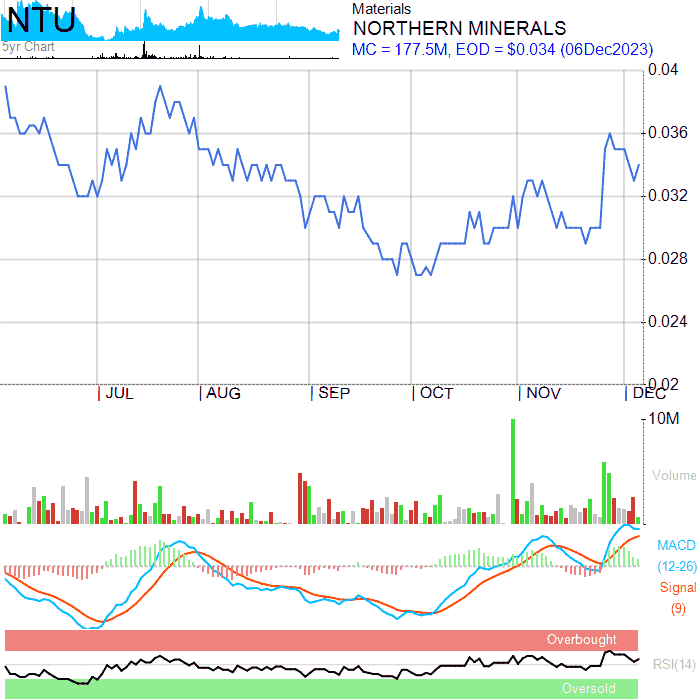 NTU
5yr Chart
Materials
NORTHERN MINERALS
MC = 177.5M, EOD = $0.034 (06Dec2023)
0.04
0.036
0.032
0.028
0.024
0.02
JUL AUG SEP OCT NOV DEC
10M
Volume
MACD
(12-26)
Signal
(9)
Overbought
RSI(14)
Oversold